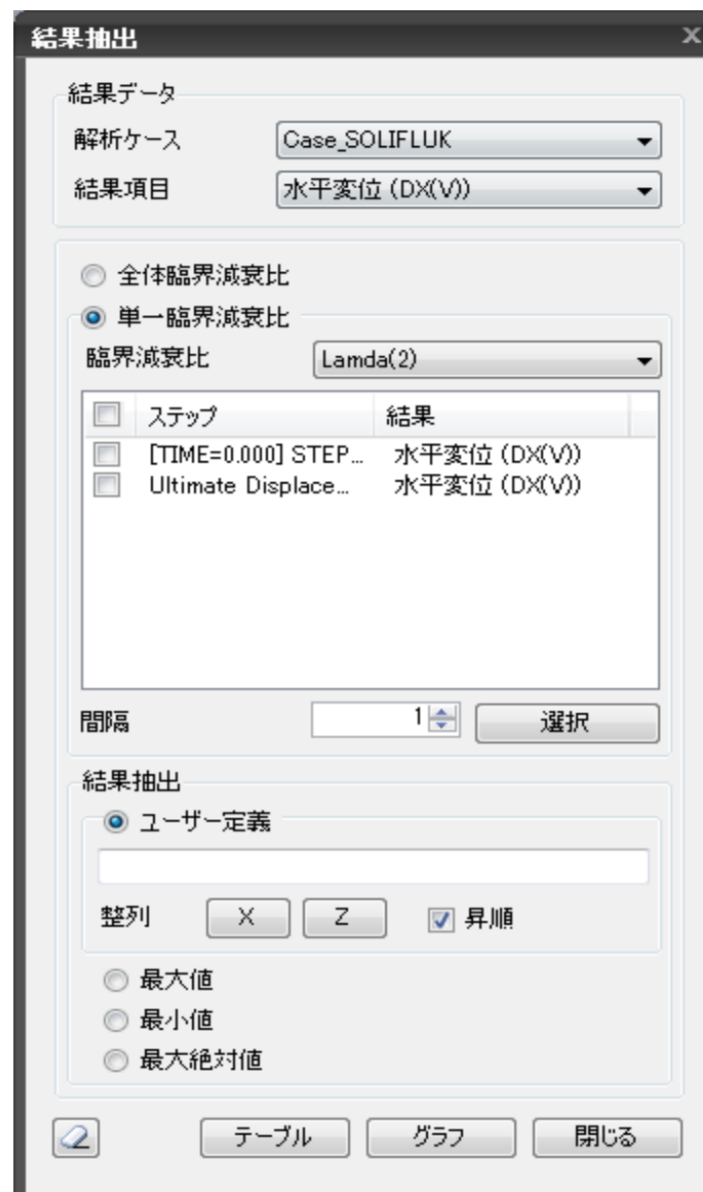 結果抽出
結果データ
解析ケース Case_SOLIFLUK
結果項目 水平変位 (DX(V))
全体臨界減衰比
単一臨界減衰比
臨界減衰比 Lamda(2)
ステップ 結果
[TIME=0.000] STEP... 水平変位 (DX(V))
Ultimate Displace... 水平変位 (DX(V))
間隔 1 選択
結果抽出
ユーザー定義
整列 X Z 昇順
最大値
最小値
最大絶対値
テーブル グラフ 閉じる